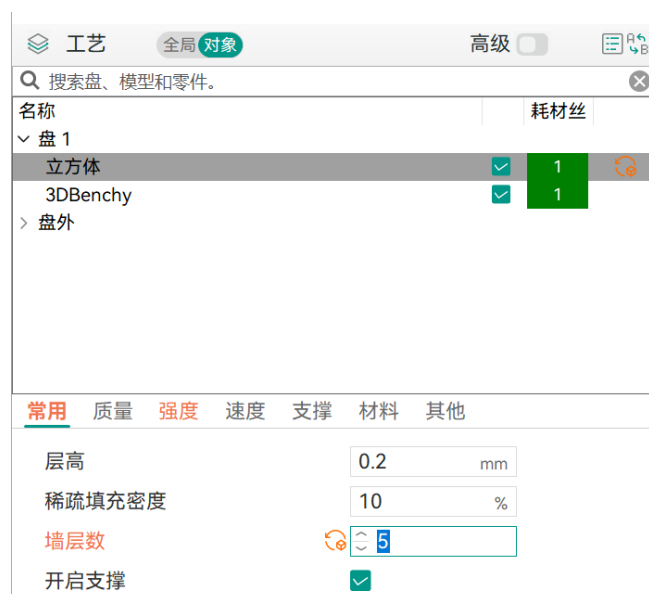 工艺 全局 对象 高级
搜索盘、模型和零件。
名称 耗材丝
盘 1
立方体 1
3DBenchy 1
盘外
常用 质量 强度 速度 支撑 材料 其他
层高 0.2 mm
稀疏填充密度 10 %
墙层数 5
开启支撑